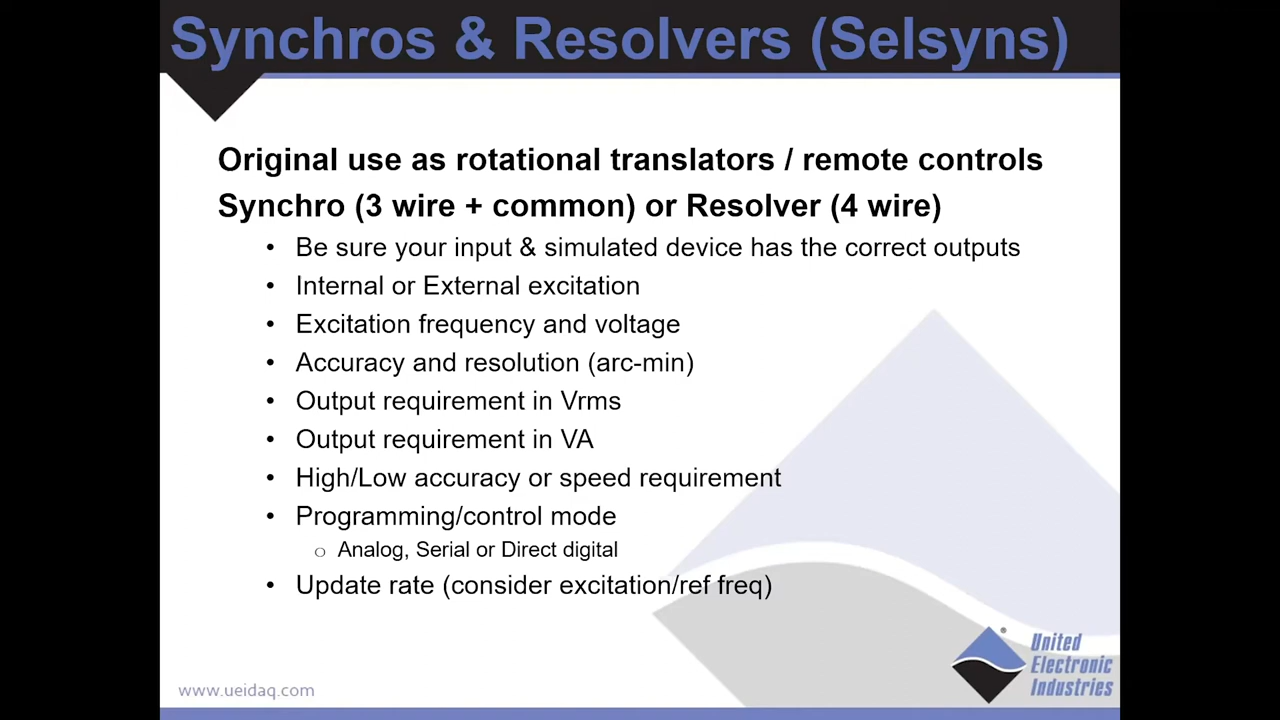 Synchros & Resolvers (Selsyns)
Original use as rotational translators / remote controls
Synchro (3 wire + common) or Resolver (4 wire)
• Be sure your input & simulated device has the correct outputs
• Internal or External excitation
• Excitation frequency and voltage
• Accuracy and resolution (arc-min)
• Output requirement in Vrms
• Output requirement in VA
• High/Low accuracy or speed requirement
• Programming/control mode
○ Analog, Serial or Direct digital
• Update rate (consider excitation/ref freq)
®
United
Electronic
Industries
www.ueidaq.com